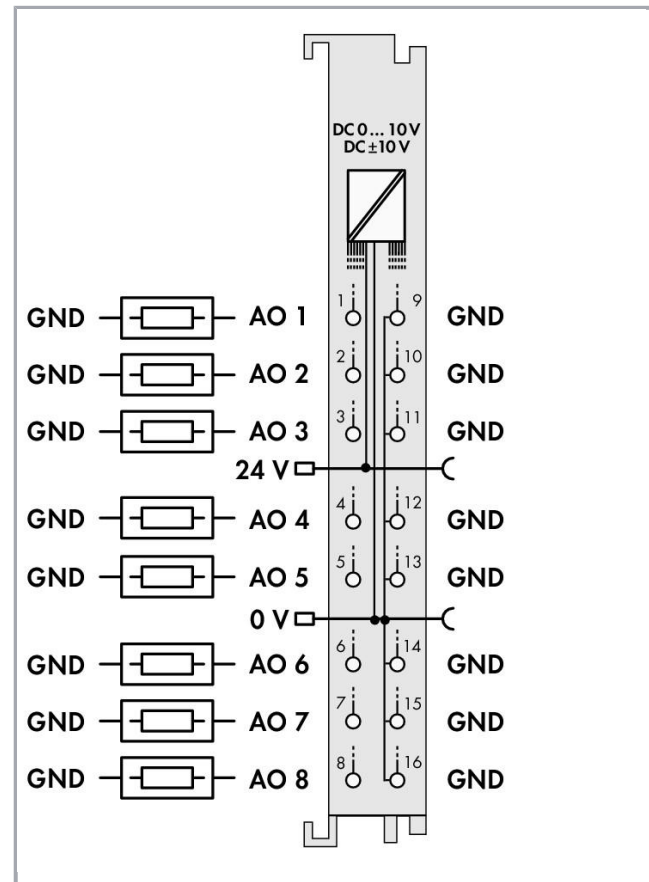 DC 0... 10 V
DC ±10 V
GND AO 1 1 9 GND
GND AO 2 2 10 GND
GND AO 3 3 11 GND
24 V
GND AO 4 4 12 GND
GND AO 5 5 13 GND
0 V
GND AO 6 6 14 GND
GND AO 7 7 15 GND
GND AO 8 8 16 GND